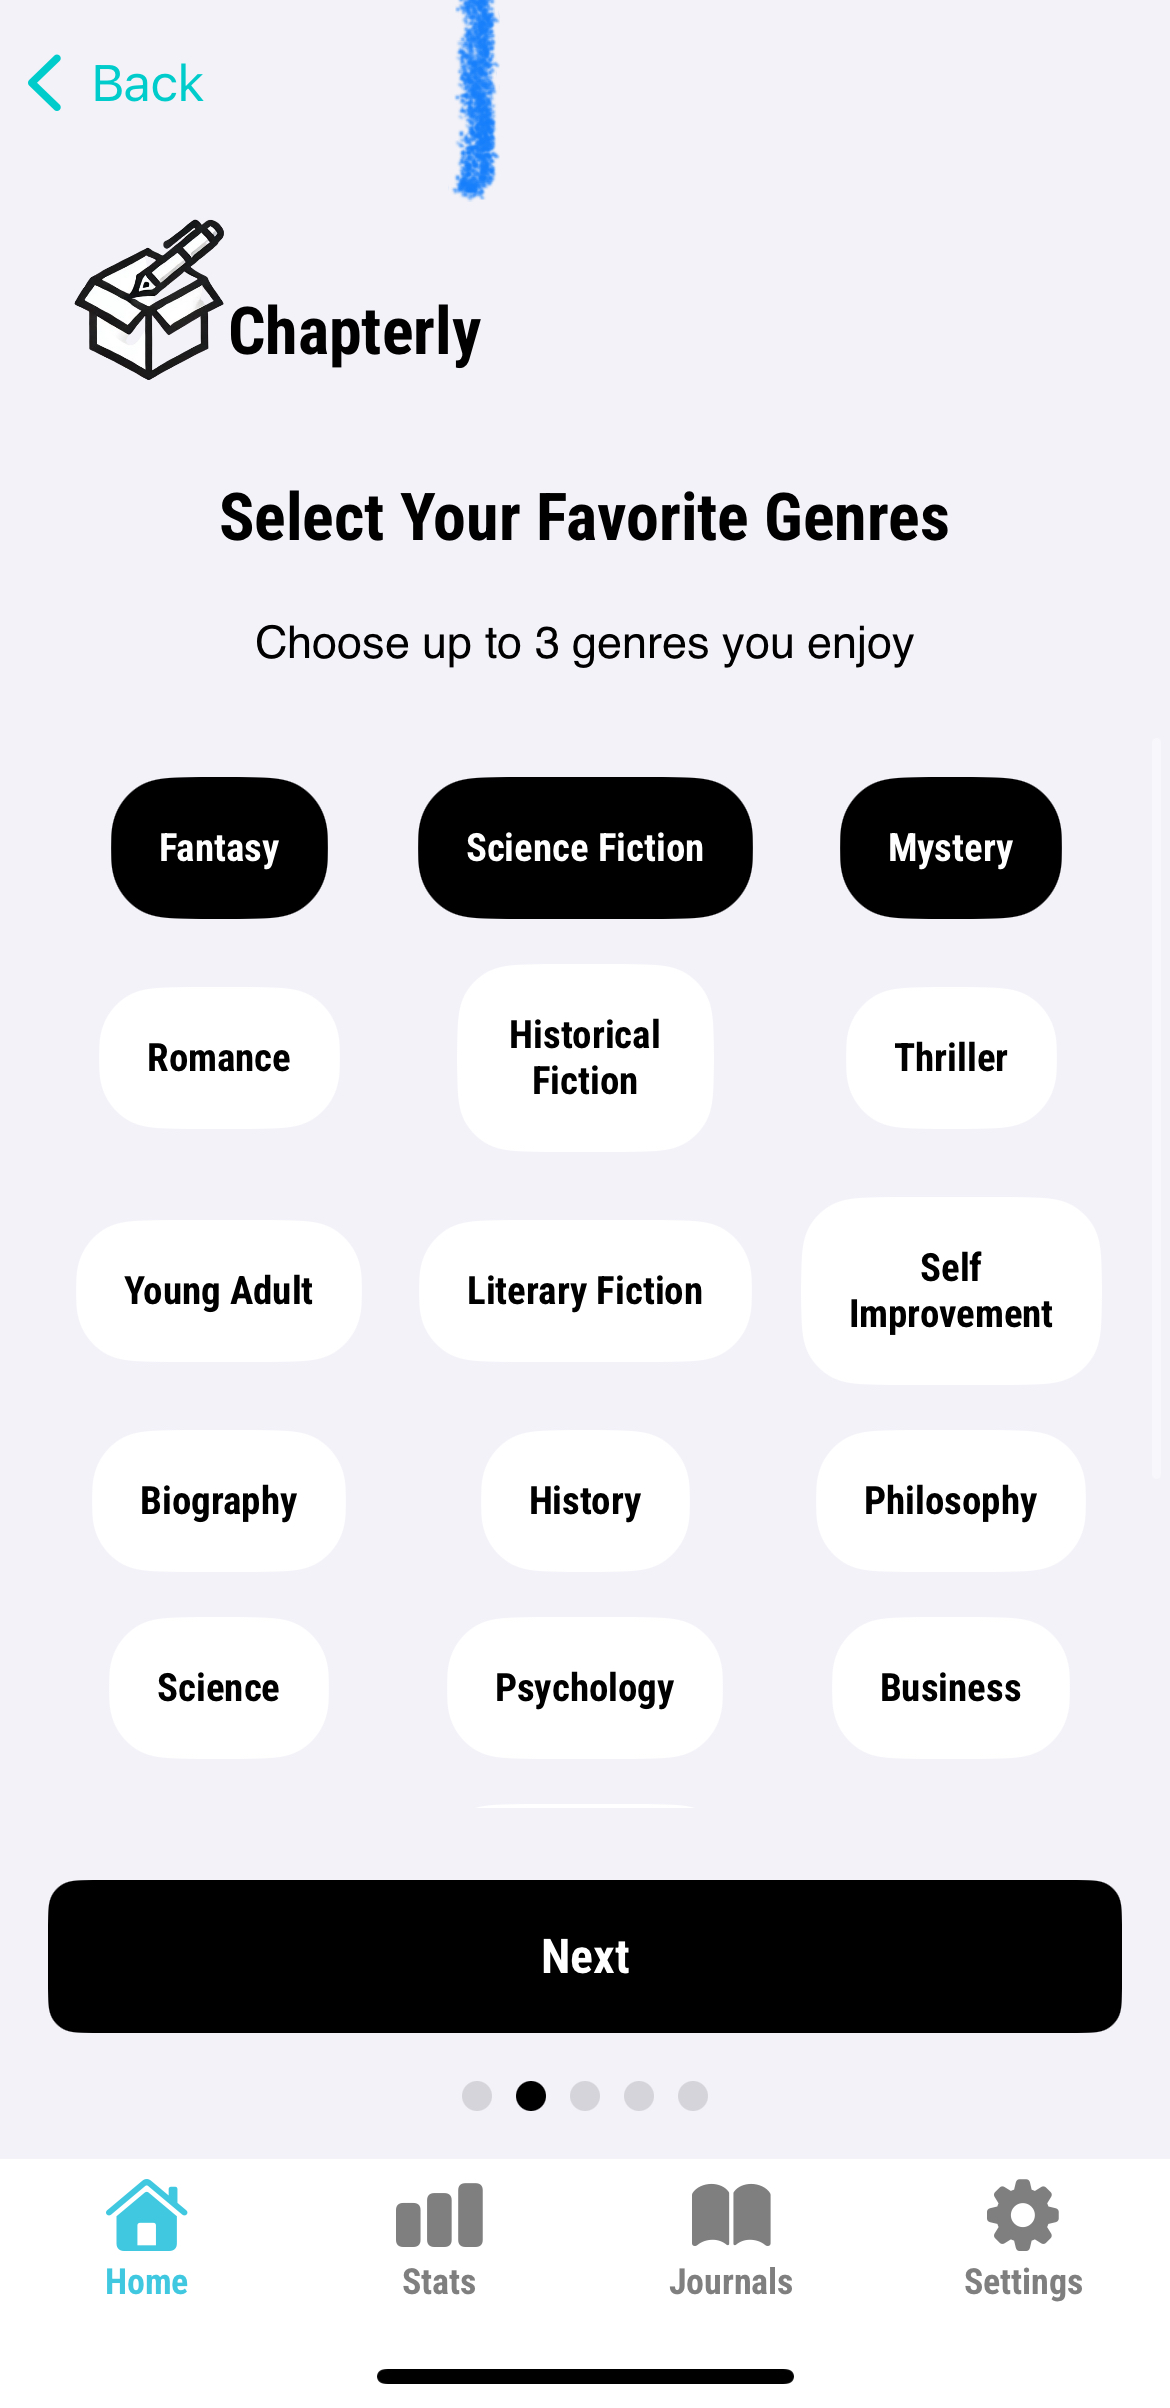 Back
Chapterly
Select Your Favorite Genres
Choose up to 3 genres you enjoy
Fantasy
Science Fiction
Mystery
Romance
Historical
Fiction
Thriller
Young Adult
Literary Fiction
Self
Improvement
Biography
History
Philosophy
Science
Psychology
Business
Next
Home
Stats
Journals
Settings